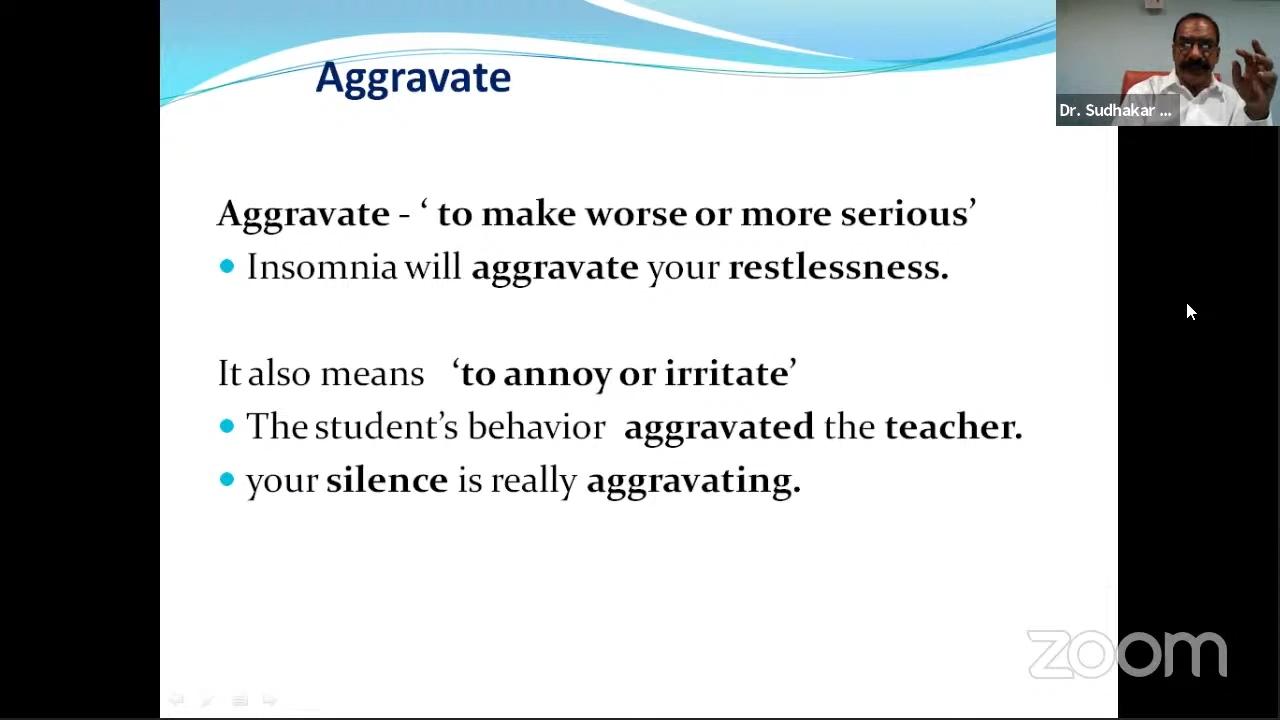 Aggravate
Dr. Sudhakar ...
Aggravate - ‘ to make worse or more serious’
Insomnia will aggravate your restlessness.
It also means ‘to annoy or irritate’
The student’s behavior aggravated the teacher.
your silence is really aggravating.
zoom